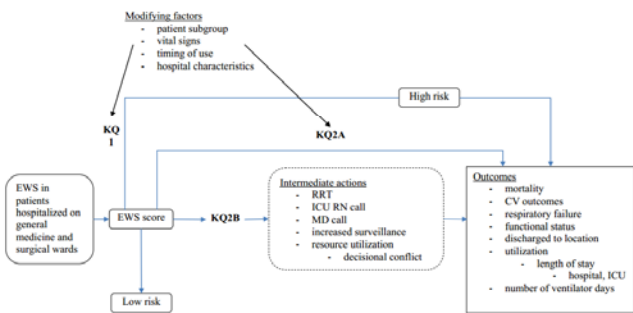 Modifying factors
- patient subgroup
- vital signs
- timing of use
- hospital characteristics
High risk
KQ
1
KQ2A
EWS in
patients
hospitalized on
general
medicine and
surgical wards
EWS score
KQ2B
Intermediate actions
- RRT
- ICU RN call
- MD call
- increased surveillance
- resource utilization
- decisional conflict
Outcomes
- mortality
- CV outcomes
- respiratory failure
- functional status
- discharged to location
- utilization
- length of stay
- hospital, ICU
- number of ventilator days
Low risk